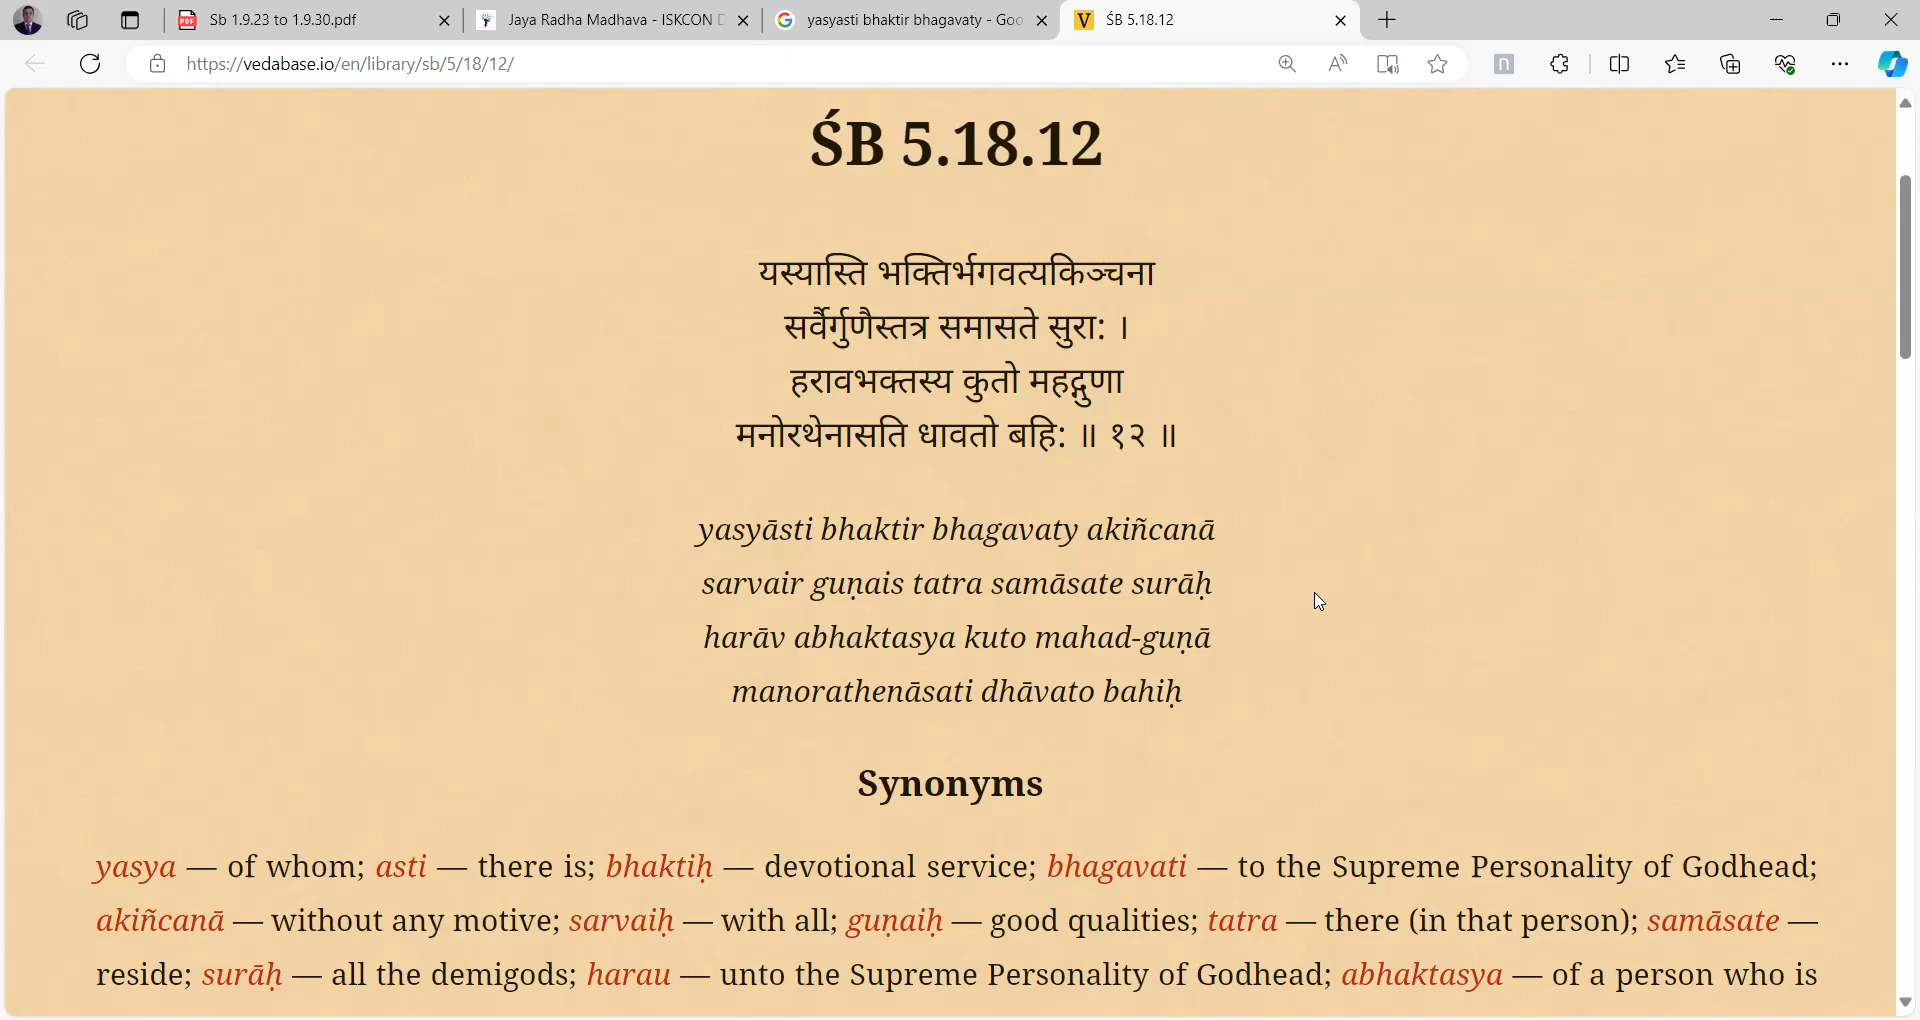 Sb 1.9.23 to 1.9.30.pdf
Jaya Radha Madhava - ISKCON D
yasyasti bhaktir bhagavaty - Goo
ŚB 5.18.12
https://vedabase.io/en/library/sb/5/18/12/
ŚB 5.18.12
यस्यास्ति भक्तिर्भगवत्यकिञ्चना
सर्वैर्गुणैस्तत्र समासते सुरा: ।
हरावभक्तस्य कुतो महद्गुणा
मनोरथेनासति धावतो बहि: ॥ १२ ॥
yasyāsti bhaktir bhagavaty akiñcanā
sarvair guṇais tatra samāsate surāḥ
harāv abhaktasya kuto mahad-guṇā
manorathenāsati dhāvato bahiḥ
Synonyms
yasya — of whom; asti — there is; bhaktiḥ — devotional service; bhagavati — to the Supreme Personality of Godhead;
akiñcanā — without any motive; sarvaiḥ — with all; guṇaiḥ — good qualities; tatra — there (in that person); samāsate —
reside; surāḥ — all the demigods; harau — unto the Supreme Personality of Godhead; abhaktasya — of a person who is